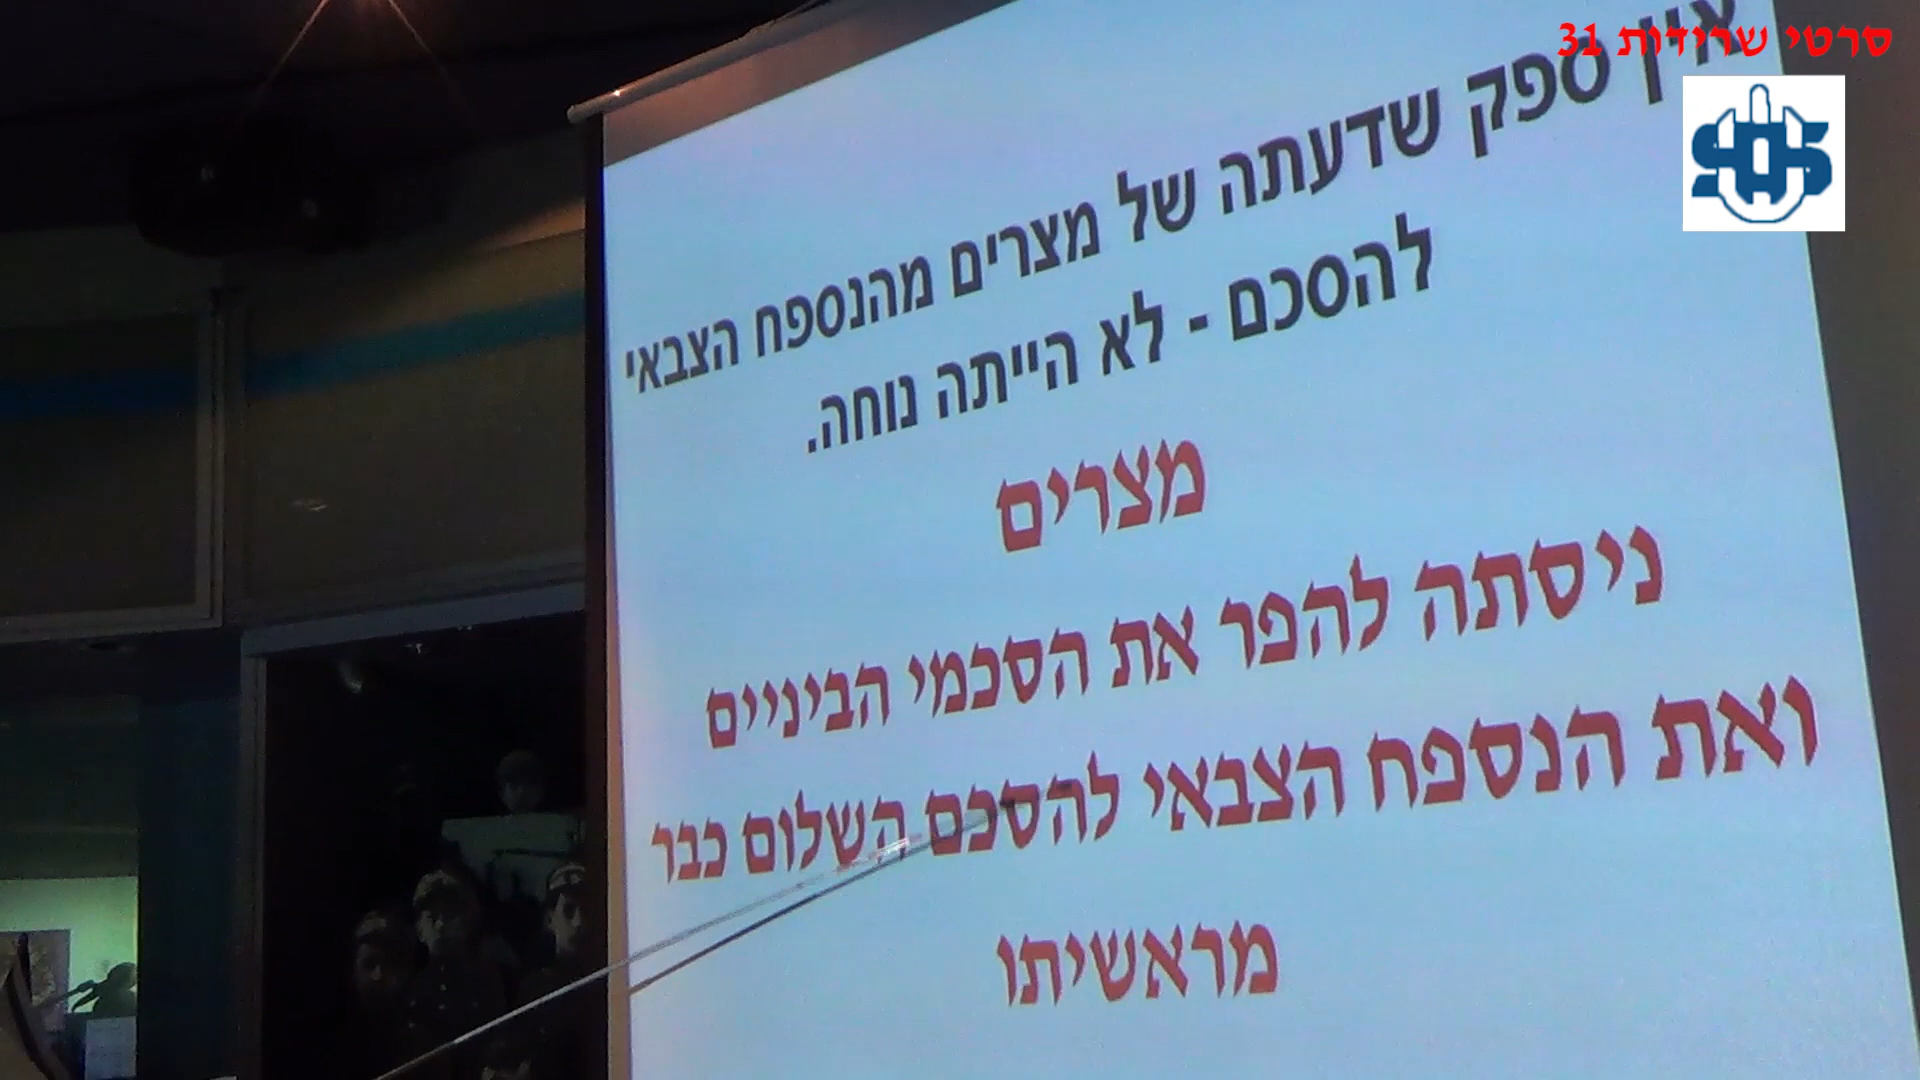 סרטי שרידות 31
SOS
אין ספק שדעתה של מצרים מהנספח הצבאי
להסכם - לא הייתה נוחה.
מצרים
ניסתה להפר את הסכמי הביניים
ואת הנספח הצבאי להסכם השלום כבר
מראשיתו